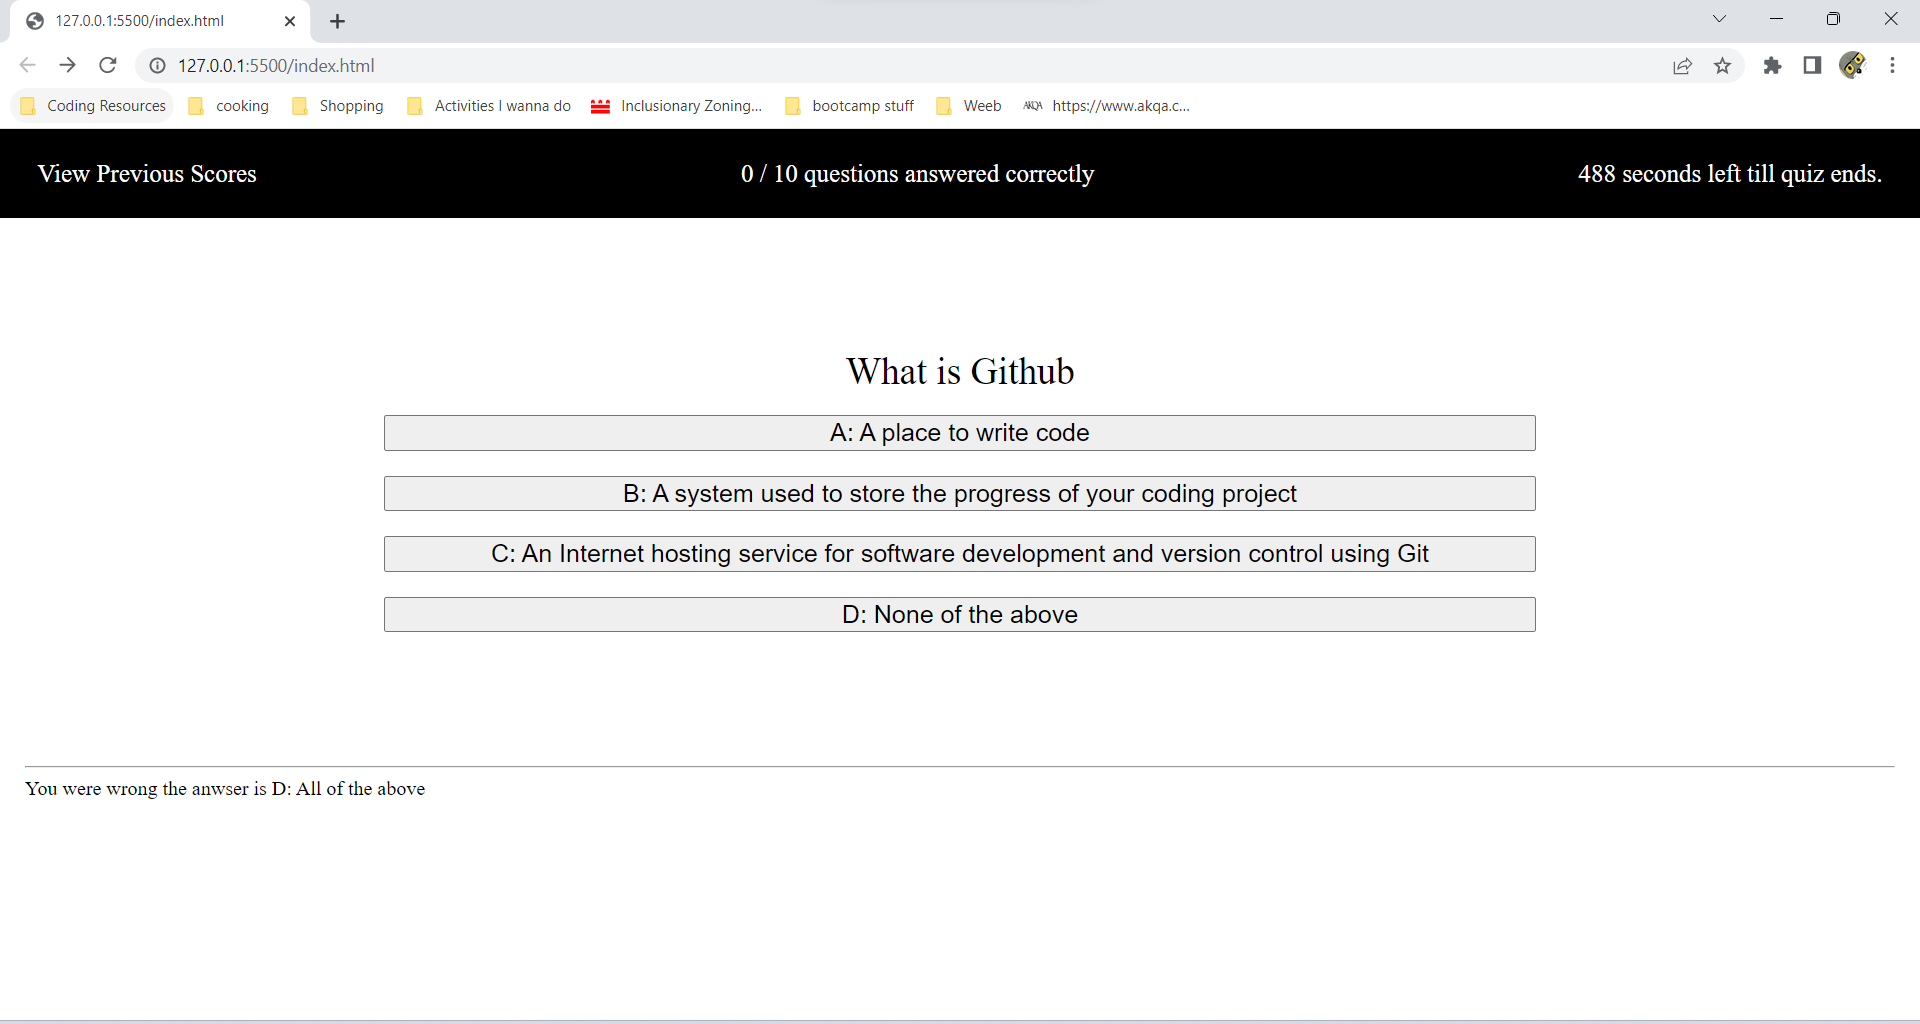 127.0.0.1:5500/index.html
127.0.0.1:5500/index.html
Coding Resources cooking Shopping Activities I wanna do Inclusionary Zoning... bootcamp stuff Weeb AKQA https://www.akqa.c...
View Previous Scores 0 / 10 questions answered correctly 488 seconds left till quiz ends.
What is Github
A: A place to write code
B: A system used to store the progress of your coding project
C: An Internet hosting service for software development and version control using Git
D: None of the above
You were wrong the anwser is D: All of the above